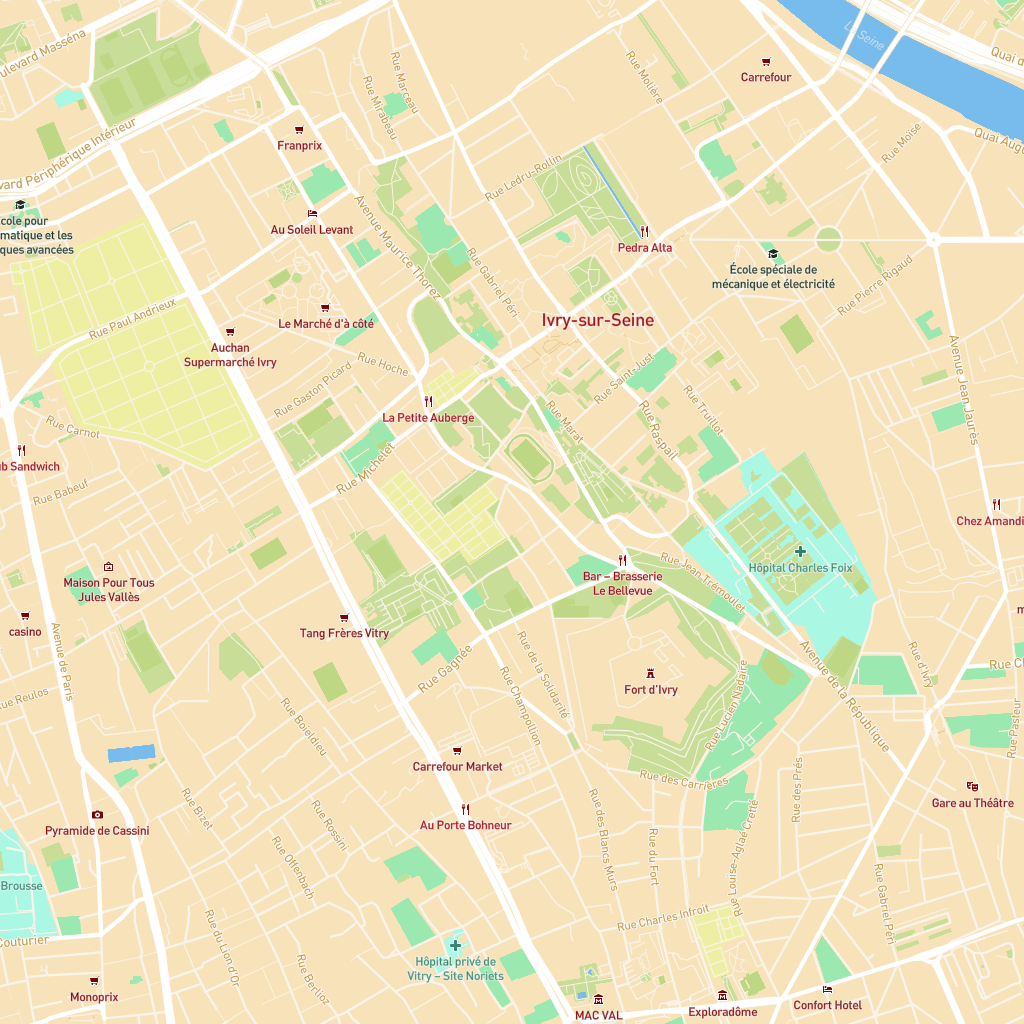 Boulevard Masséna
La Seine
Quai d
Carrefour
Rue Marceau
Rue Mirabeau
Rue Molière
Boulevard Périphérique Intérieur
Franprix
Rue Moïse
Quai Aug
Rue Ledru-Rollin
École pour
matique et les
ques avancées
Au Soleil Levant
Avenue Maurice Thorez
Pedra Alta
Rue Gabriel Péri
École spéciale de
mécanique et électricité
Rue Pierre Rigaud
Rue Paul Andrieux
Le Marché d'à côté
Ivry-sur-Seine
Auchan
Supermarché Ivry
Rue Hoche
Rue Gaston Picard
Rue Saint-Just
Avenue Jean Jaurès
La Petite Auberge
Rue Marat
Rue Raspail
Rue Truillot
Rue Carnot
ub Sandwich
Rue Michelet
Rue Babeuf
Chez Amandi
Maison Pour Tous
Jules Vallès
Bar – Brasserie
Le Bellevue
Rue Jean Trémoulet
Hôpital Charles Foix
casino
Avenue de Paris
Tang Frères Vitry
Rue Gagnée
Rue de la Solidarité
Rue Champollion
Fort d'Ivry
Rue Lucien Nadaire
Avenue de la République
Rue d'Ivry
Rue C
Rue Pasteur
Rue Reulos
Rue Boieldieu
Carrefour Market
Rue des Carrières
Rue des Prés
Gare au Théâtre
Pyramide de Cassini
Rue Bizet
Rue Rossini
Au Porte Bohneur
Rue des Blancs Murs
Rue du Fort
Rue Louise-Aglaé Cretté
Rue Offenbach
Brousse
Rue Gabriel Péri
Couturier
Rue du Lion d'Or
Rue Charles Infroit
Rue Berlioz
Hôpital privé de
Vitry – Site Noriets
Monoprix
MAC VAL
Exploradôme
Confort Hotel